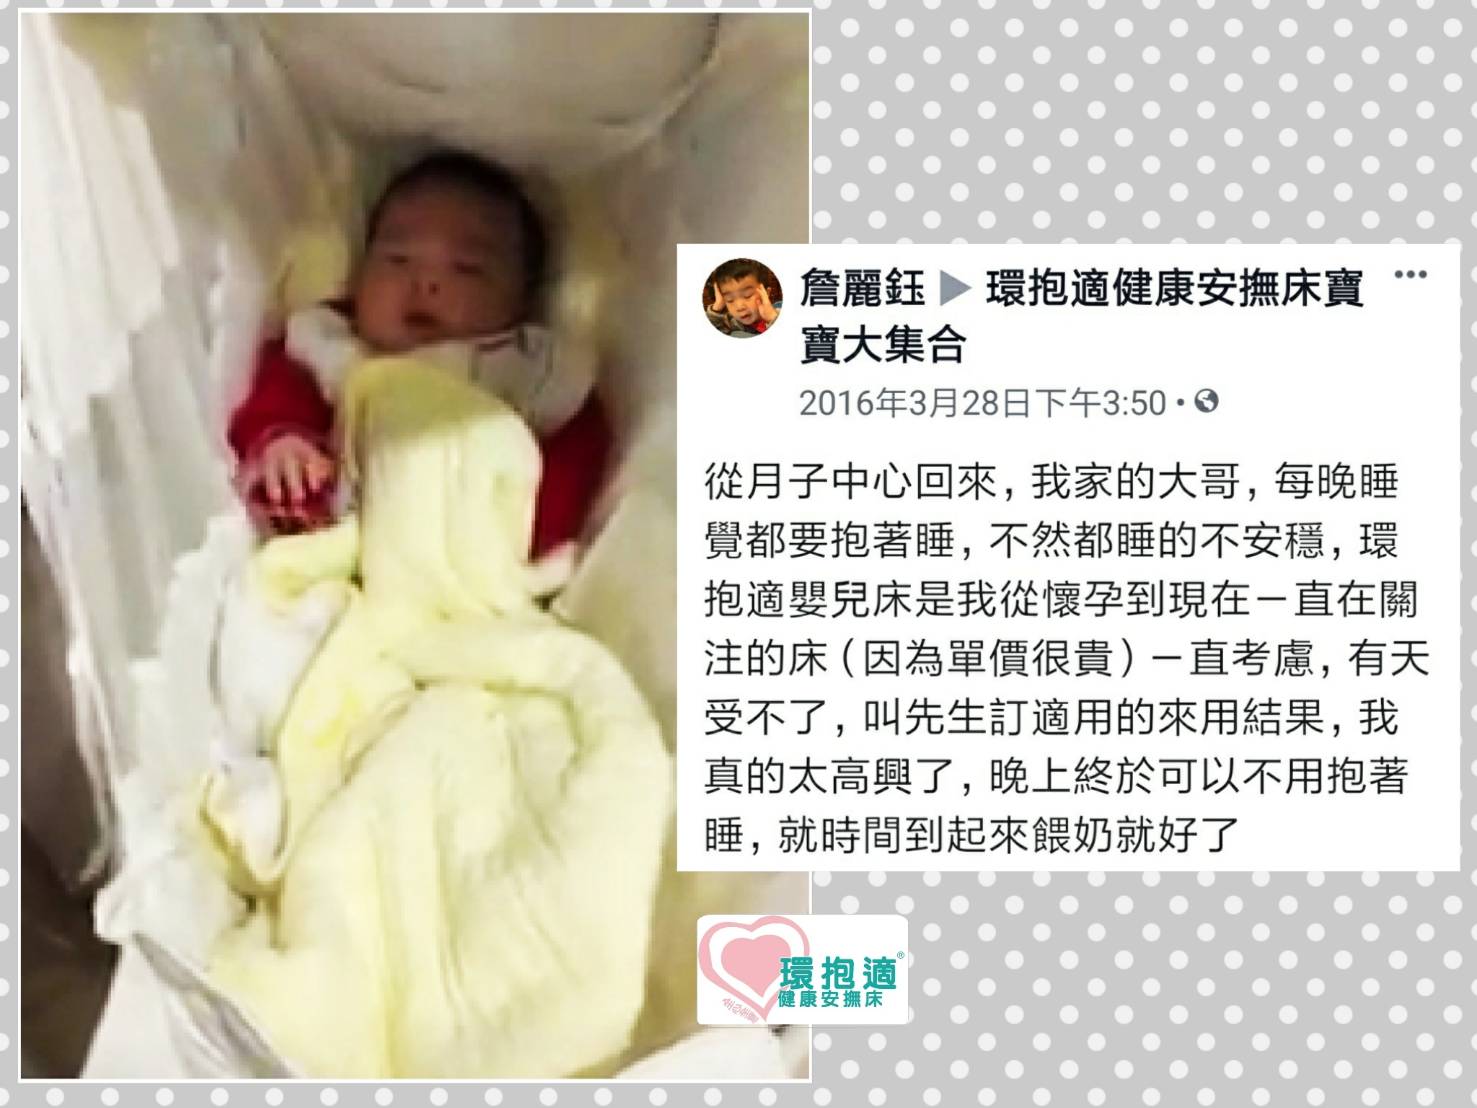 詹麗鈺 ▶ 環抱適健康安撫床寶
寶大集合
2016年3月28日下午3:50 •
從月子中心回來, 我家的大哥, 每晚睡
覺都要抱著睡, 不然都睡的不安穩, 環
抱適嬰兒床是我從懷孕到現在一直在關
注的床 ( 因為單價很貴 ) 一直考慮, 有天
受不了, 叫先生訂適用的來用結果, 我
真的太高興了, 晚上終於可以不用抱著
睡, 就時間到起來餵奶就好了
環抱適®
健康安撫床